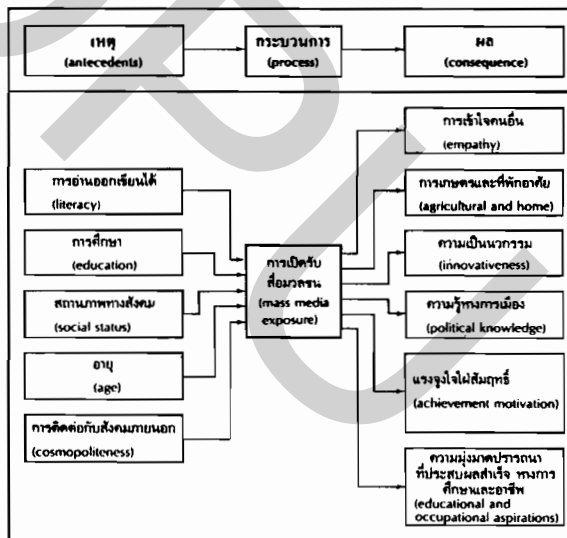 เหตุ
(antecedents)
กระบวนการ
(process)
ผล
(consequence)
การอ่านออกเขียนได้
(literacy)
การศึกษา
(education)
สถานภาพทางสังคม
(social status)
อายุ
(age)
การติดต่อกับสังคมภายนอก
(cosmopoliteness)
การเปิดรับ
สื่อมวลชน
(mass media
exposure)
การเข้าใจคนอื่น
(empathy)
การเกษตรและที่พักอาศัย
(agricultural and home)
ความเป็นนวกรรม
(innovativeness)
ความรู้ทางการเมือง
(political knowledge)
แรงจูงใจใฝ่สัมฤทธิ์
(achievement motivation)
ความมุ่งมาดปรารถนา
ที่ประสบผลสำเร็จ ทางการ
ศึกษาและอาชีพ
(educational and
occupational aspirations)